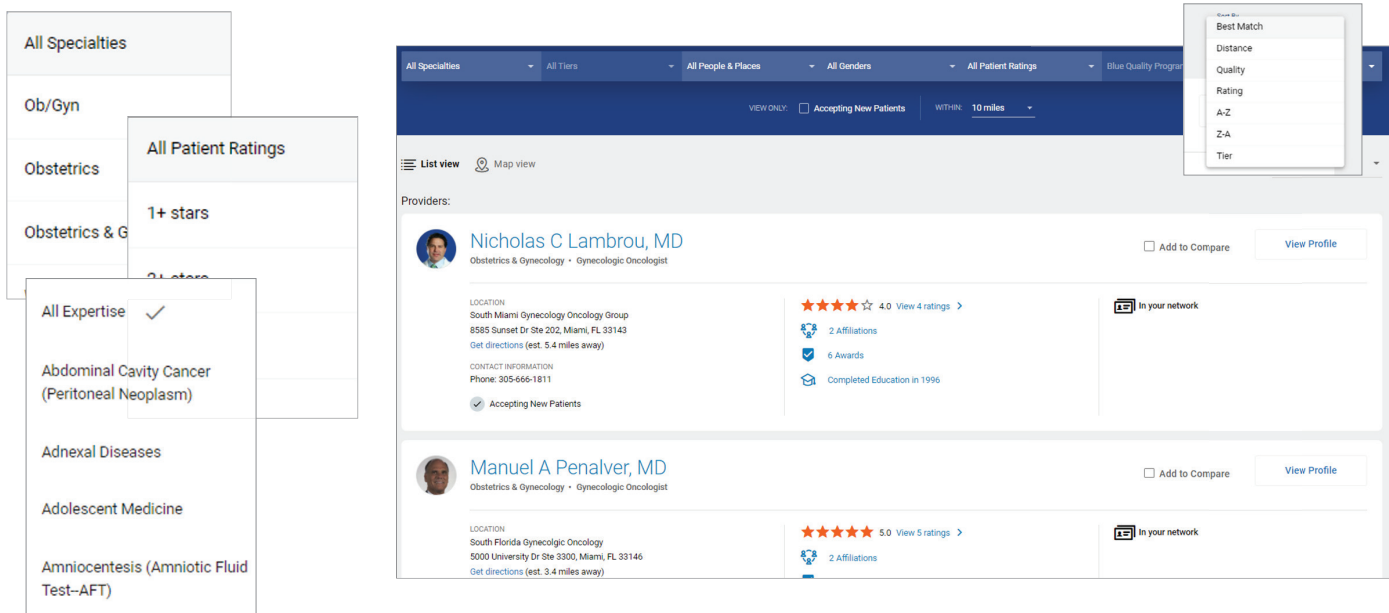 All Specialties
Ob/Gyn
Obstetrics
Obstetrics & G
All Patient Ratings
1+ stars
2+ stars
All Expertise
Abdominal Cavity Cancer
(Peritoneal Neoplasm)
Adnexal Diseases
Adolescent Medicine
Amniocentesis (Amniotic Fluid
Test--AFT)
All Specialties All Tiers All People & Places All Genders All Patient Ratings Blue Quality Program
VIEW ONLY: Accepting New Patients WITHIN: 10 miles
Sort By
Best Match
Distance
Quality
Rating
A-Z
Z-A
Tier
List view Map view
Providers:
Nicholas C Lambrou, MD
Obstetrics & Gynecology • Gynecologic Oncologist
Add to Compare View Profile
LOCATION
South Miami Gynecology Oncology Group
8585 Sunset Dr Ste 202, Miami, FL 33143
Get directions (est. 5.4 miles away)
CONTACT INFORMATION
Phone: 305-666-1811
Accepting New Patients
4.0 View 4 ratings >
2 Affiliations
6 Awards
Completed Education in 1996
In your network
Manuel A Penalver, MD
Obstetrics & Gynecology • Gynecologic Oncologist
Add to Compare View Profile
LOCATION
South Florida Gynecolgic Oncology
5000 University Dr Ste 3300, Miami, FL 33146
Get directions (est. 3.4 miles away)
5.0 View 5 ratings >
2 Affiliations
In your network